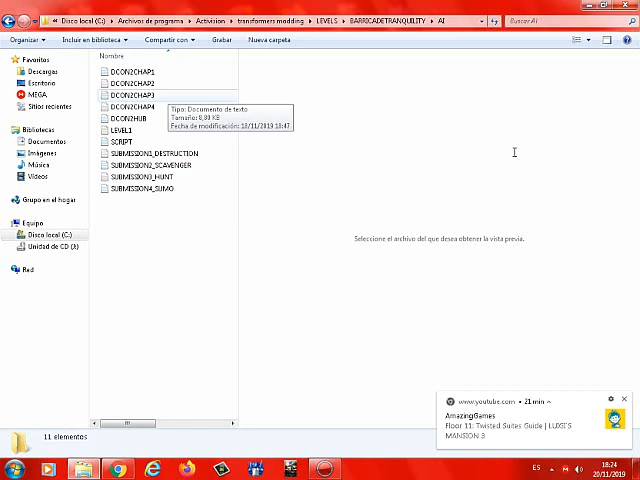 « Disco local (C:) ▸ Archivos de programa ▸ Activision ▸ transformers modding ▸ LEVELS ▸ BARRICADETRANQUILITY ▸ AI
Buscar AI
Organizar
Incluir en biblioteca
Compartir con
Grabar
Nueva carpeta
Favoritos
Descargas
Escritorio
MEGA
Sitios recientes
Bibliotecas
Documentos
Imágenes
Música
Vídeos
Grupo en el hogar
Equipo
Disco local (C:)
Unidad de CD (J:)
Red
Nombre
DCON2CHAP1
DCON2CHAP2
DCON2CHAP3
DCON2CHAP4
DCON2HUB
LEVEL1
SCRIPT
SUBMISSION1_DESTRUCTION
SUBMISSION2_SCAVENGER
SUBMISSION3_HUNT
SUBMISSION4_SUMO
Tipo: Documento de texto
Tamaño: 8,83 KB
Fecha de modificación: 18/11/2019 18:47
Seleccione el archivo del que desea obtener la vista previa.
www.youtube.com • 21 min
AmazingGames
Floor 11: Twisted Suites Guide | LUIGI'S
MANSION 3
11 elementos
ES
18:24
20/11/2019